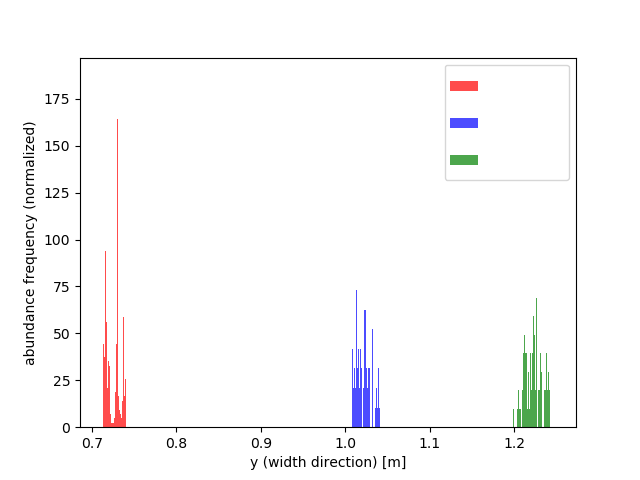 175
150
125
100
75
50
25
0
abundance frequency (normalized)
0.7 0.8 0.9 1.0 1.1 1.2
y (width direction) [m]